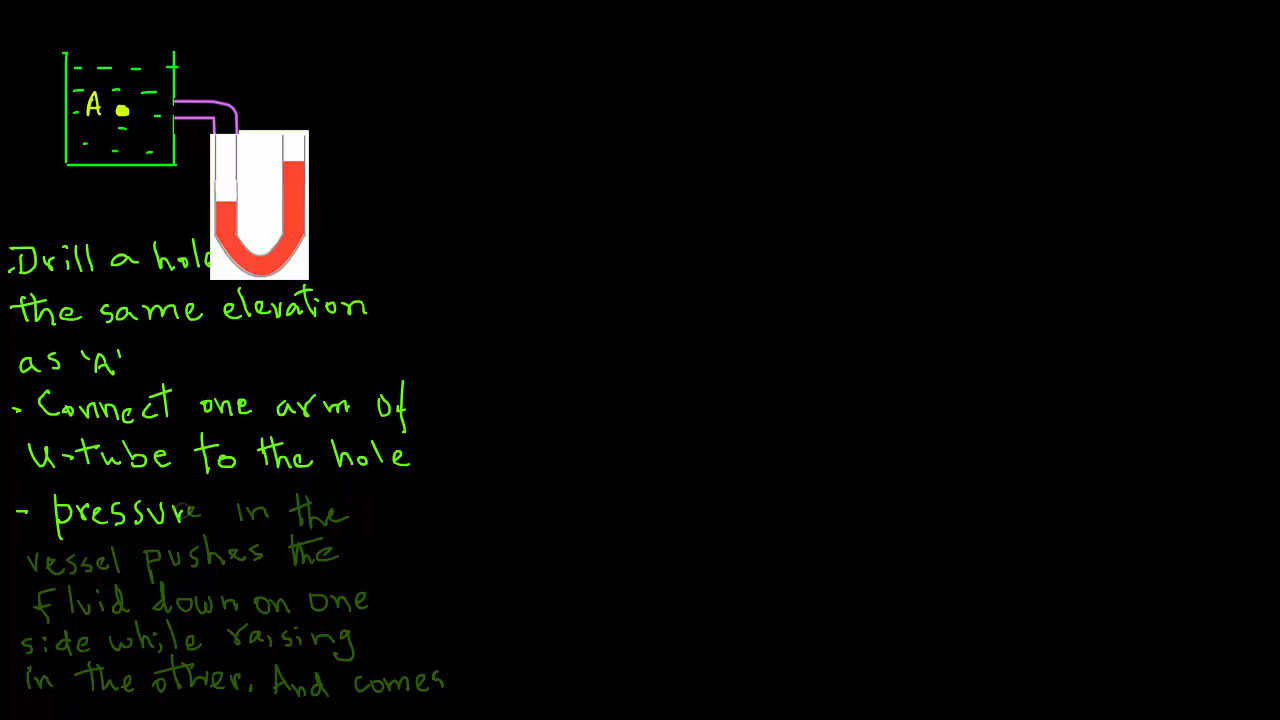 A
.Drill a hole
the same elevation
as 'A'
- Connect one arm of
U-tube to the hole
- pressure in the
vessel pushes the
fluid down on one
side while raising
in the other. And comes